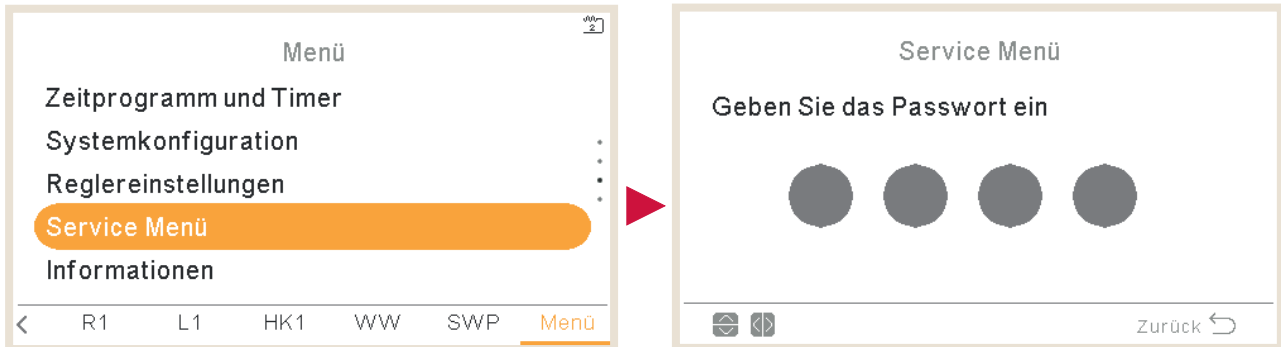 2
Menü
Zeitprogramm und Timer
Systemkonfiguration
Reglereinstellungen
Service Menü
Informationen
R1 L1 HK1 WW SWP Menü
Service Menü
Geben Sie das Passwort ein
Zurück